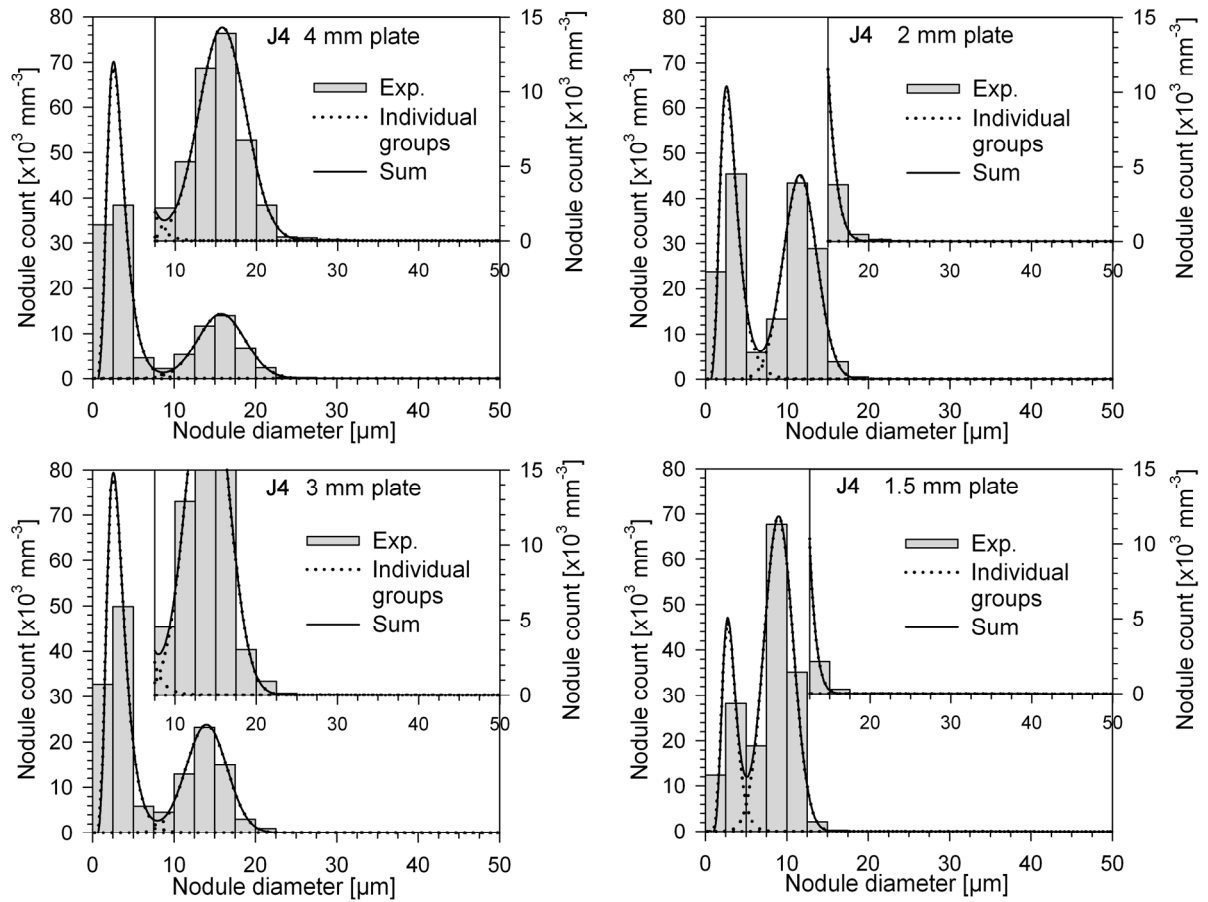 J4 4 mm plate
Exp.
Individual
groups
Sum
Nodule count [x10³ mm⁻³]
Nodule count [x10³ mm⁻³]
80
70
60
50
40
30
20
10
0
15
10
5
0
10 20 30 40 50
0 10 20 30 40 50
Nodule diameter [µm]
J4 2 mm plate
Exp.
Individual
groups
Sum
Nodule count [x10³ mm⁻³]
Nodule count [x10³ mm⁻³]
80
70
60
50
40
30
20
10
0
15
10
5
0
20 30 40 50
0 10 20 30 40 50
Nodule diameter [µm]
J4 3 mm plate
Exp.
Individual
groups
Sum
Nodule count [x10³ mm⁻³]
Nodule count [x10³ mm⁻³]
80
70
60
50
40
30
20
10
0
15
10
5
0
10 20 30 40 50
0 10 20 30 40 50
Nodule diameter [µm]
J4 1.5 mm plate
Exp.
Individual
groups
Sum
Nodule count [x10³ mm⁻³]
Nodule count [x10³ mm⁻³]
80
70
60
50
40
30
20
10
0
15
10
5
0
20 30 40 50
0 10 20 30 40 50
Nodule diameter [µm]